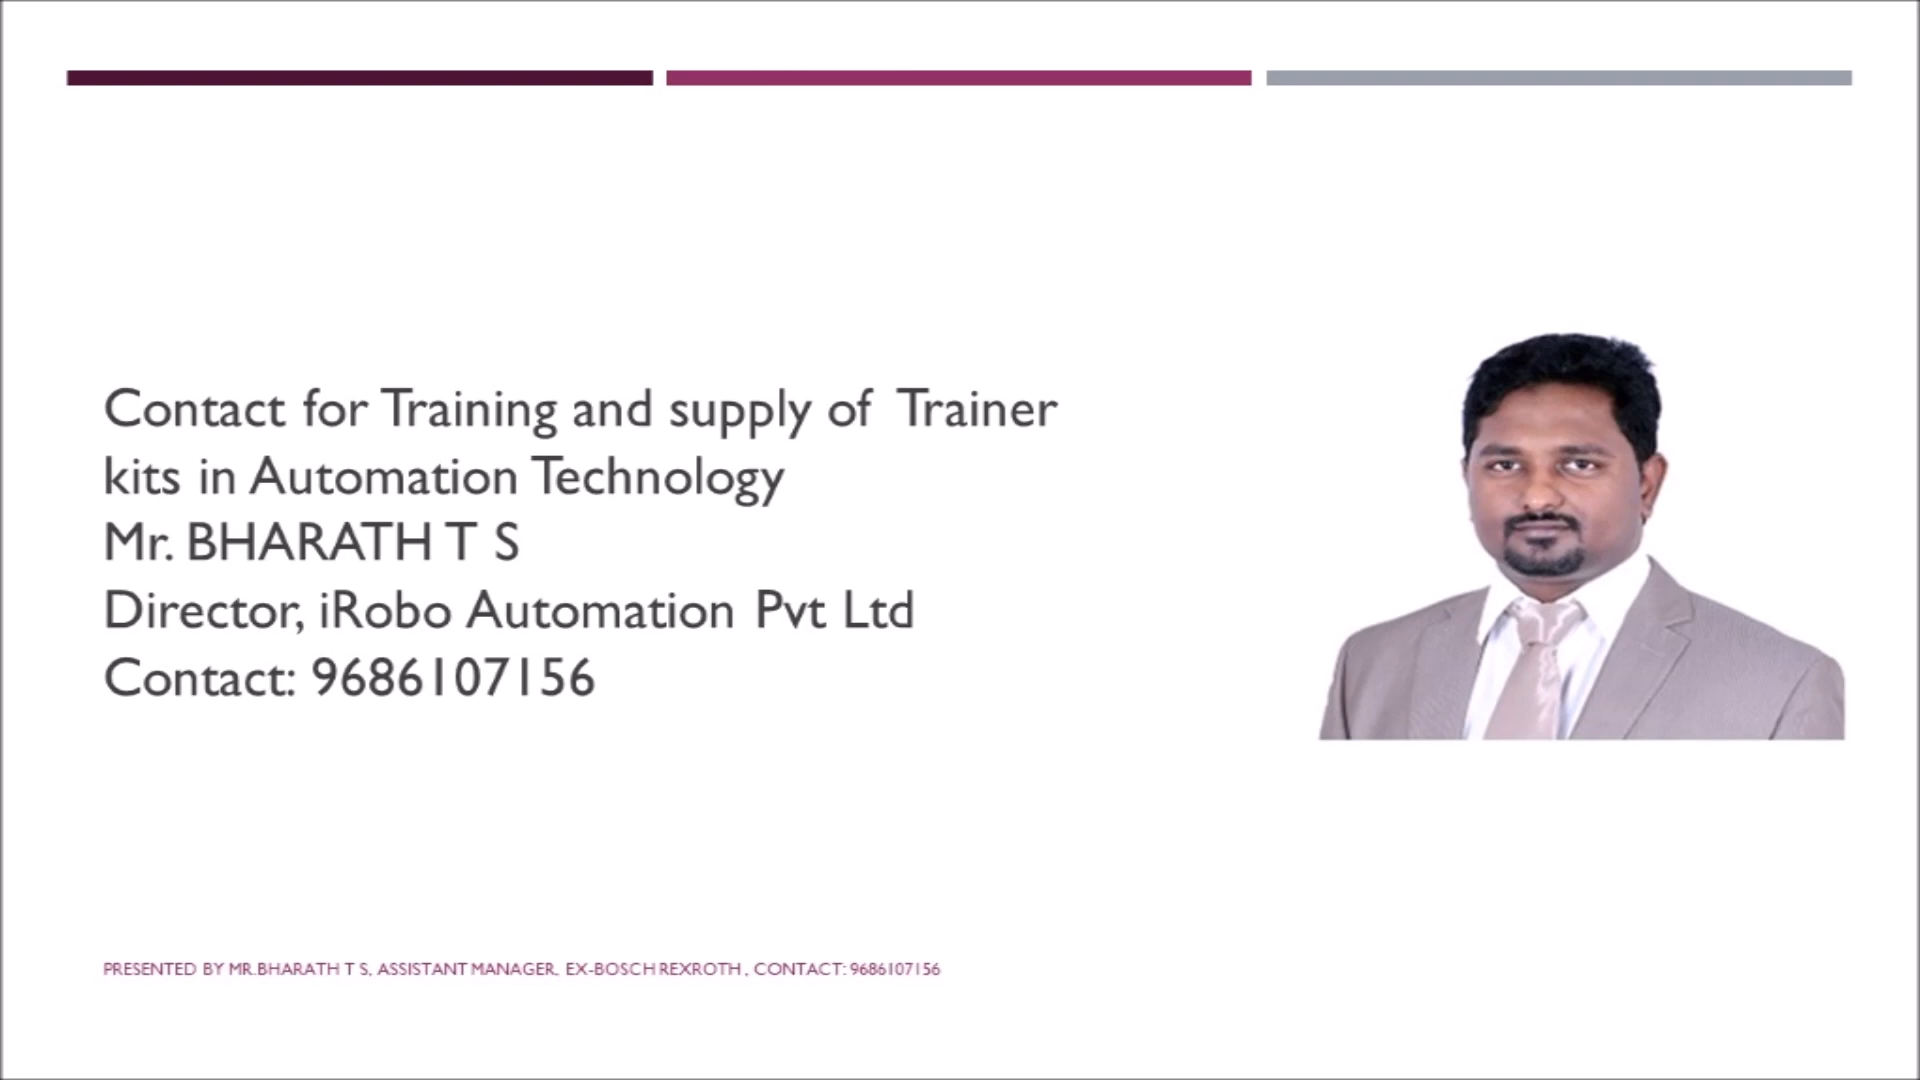 Contact for Training and supply of Trainer
kits in Automation Technology
Mr. BHARATH T S
Director, iRobo Automation Pvt Ltd
Contact: 9686107156
PRESENTED BY MR.BHARATH T S, ASSISTANT MANAGER, EX-BOSCH REXROTH , CONTACT: 9686107156